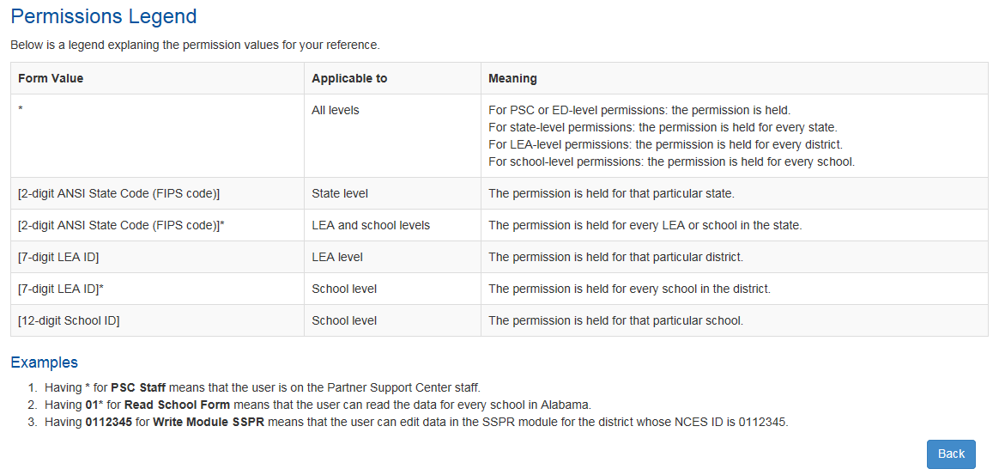 Permissions Legend
Below is a legend explaning the permission values for your reference.
Form Value Applicable to Meaning
* All levels For PSC or ED-level permissions: the permission is held.
For state-level permissions: the permission is held for every state.
For LEA-level permissions: the permission is held for every district.
For school-level permissions: the permission is held for every school.
[2-digit ANSI State Code (FIPS code)] State level The permission is held for that particular state.
[2-digit ANSI State Code (FIPS code)]* LEA and school levels The permission is held for every LEA or school in the state.
[7-digit LEA ID] LEA level The permission is held for that particular district.
[7-digit LEA ID]* School level The permission is held for every school in the district.
[12-digit School ID] School level The permission is held for that particular school.
Examples
1. Having * for PSC Staff means that the user is on the Partner Support Center staff.
2. Having 01* for Read School Form means that the user can read the data for every school in Alabama.
3. Having 0112345 for Write Module SSPR means that the user can edit data in the SSPR module for the district whose NCES ID is 0112345.
Back